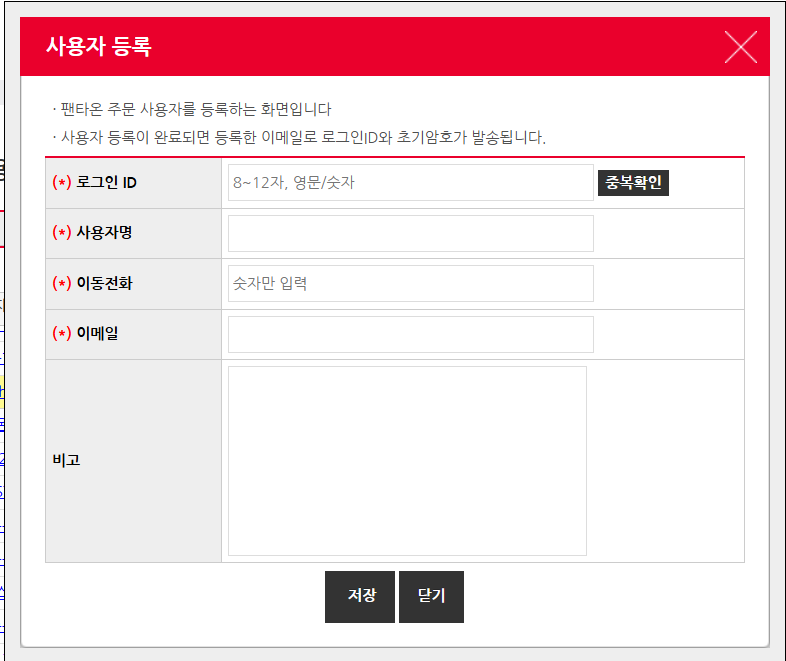 사용자 등록
· 팬타온 주문 사용자를 등록하는 화면입니다
· 사용자 등록이 완료되면 등록한 이메일로 로그인ID와 초기암호가 발송됩니다.
(*) 로그인 ID 8~12자, 영문/숫자 중복확인
(*) 사용자명
(*) 이동전화 숫자만 입력
(*) 이메일
비고
저장 닫기